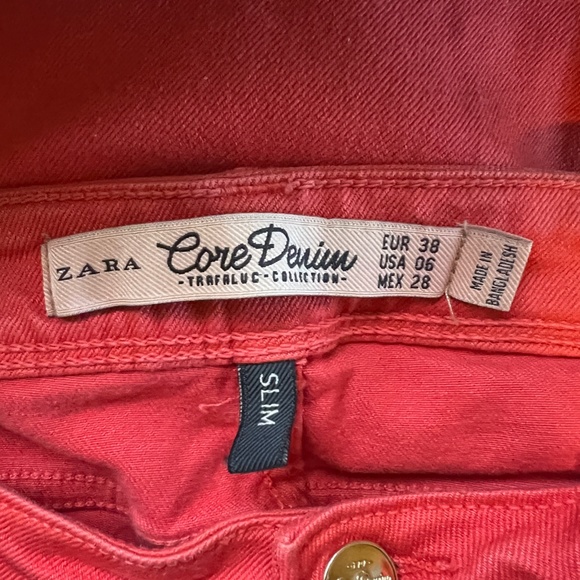 ZARA
Core Denim
-TRAFALUC-COLLECTION-
EUR 38
USA 06
MEX 28
MADE IN
BANGLADESH
SLIM